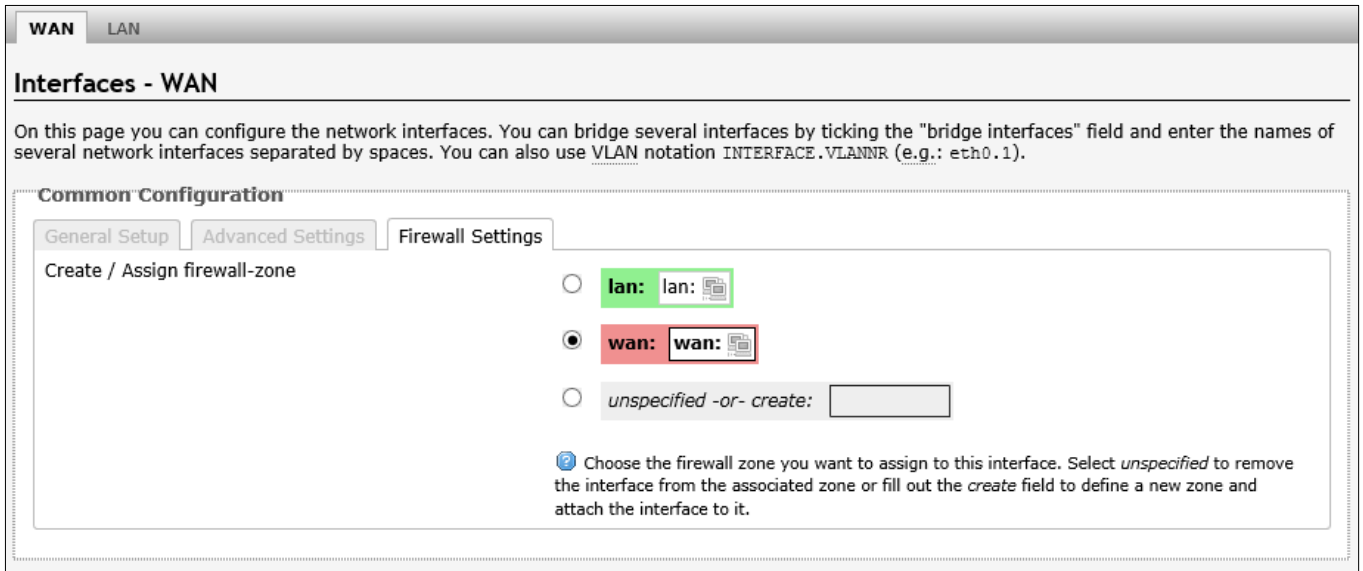 WAN LAN
Interfaces - WAN
On this page you can configure the network interfaces. You can bridge several interfaces by ticking the "bridge interfaces" field and enter the names of
several network interfaces separated by spaces. You can also use VLAN notation INTERFACE.VLANNR (e.g.: eth0.1).
Common Configuration
General Setup Advanced Settings Firewall Settings
Create / Assign firewall-zone
lan: lan:
wan: wan:
unspecified -or- create:
Choose the firewall zone you want to assign to this interface. Select unspecified to remove
the interface from the associated zone or fill out the create field to define a new zone and
attach the interface to it.